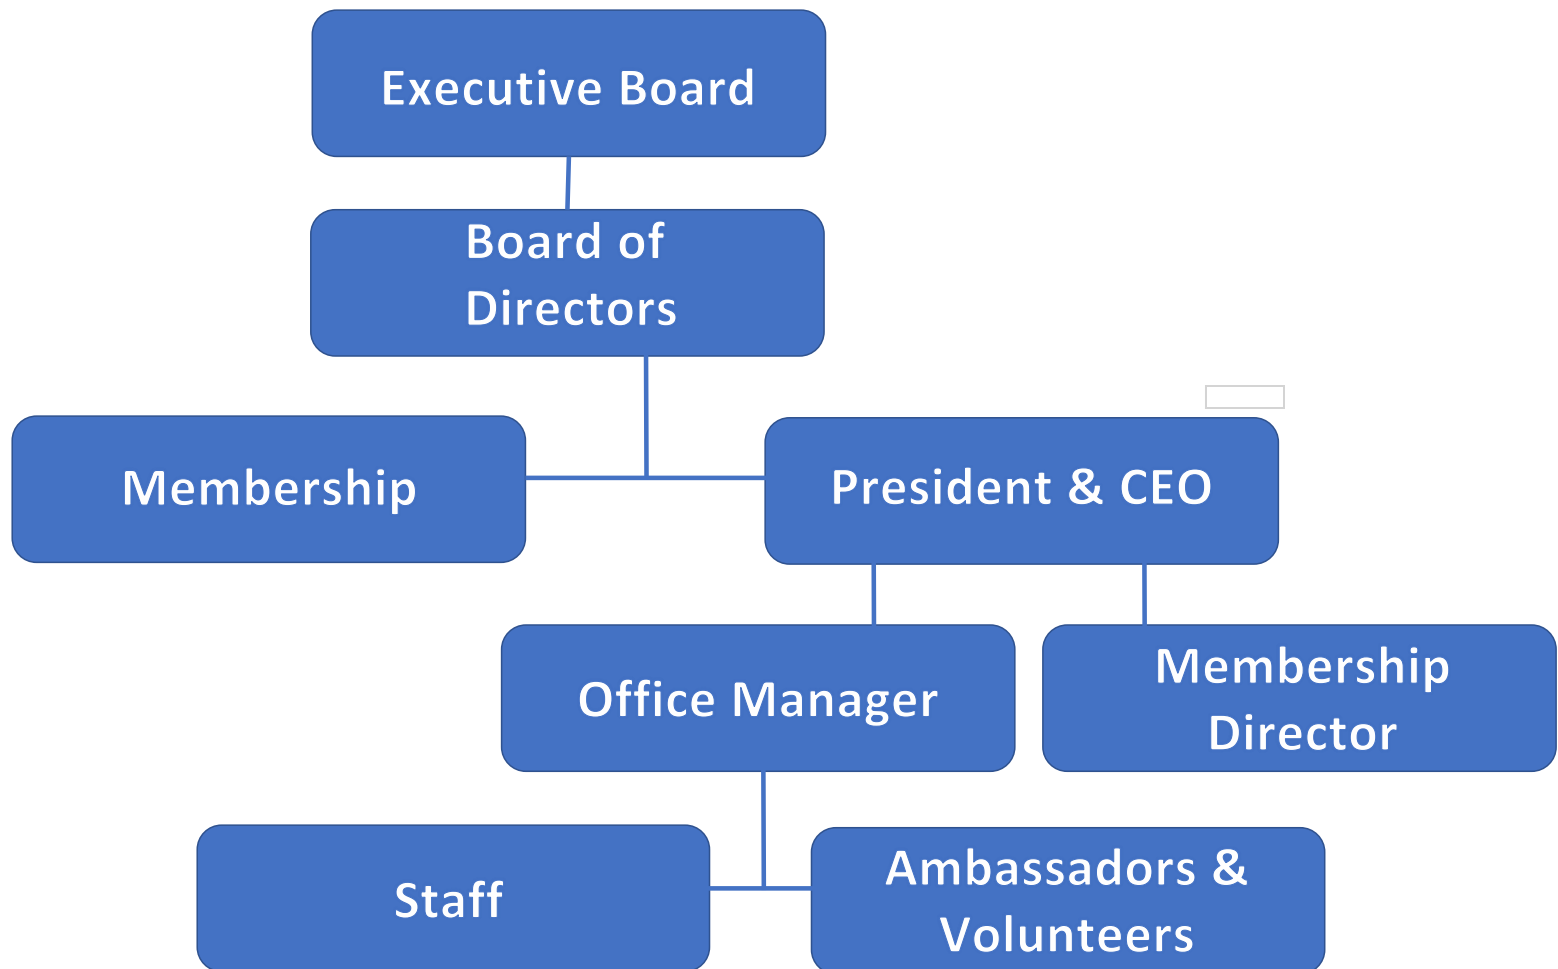 Executive Board
Board of
Directors
Membership
President & CEO
Office Manager
Membership
Director
Staff
Ambassadors &
Volunteers